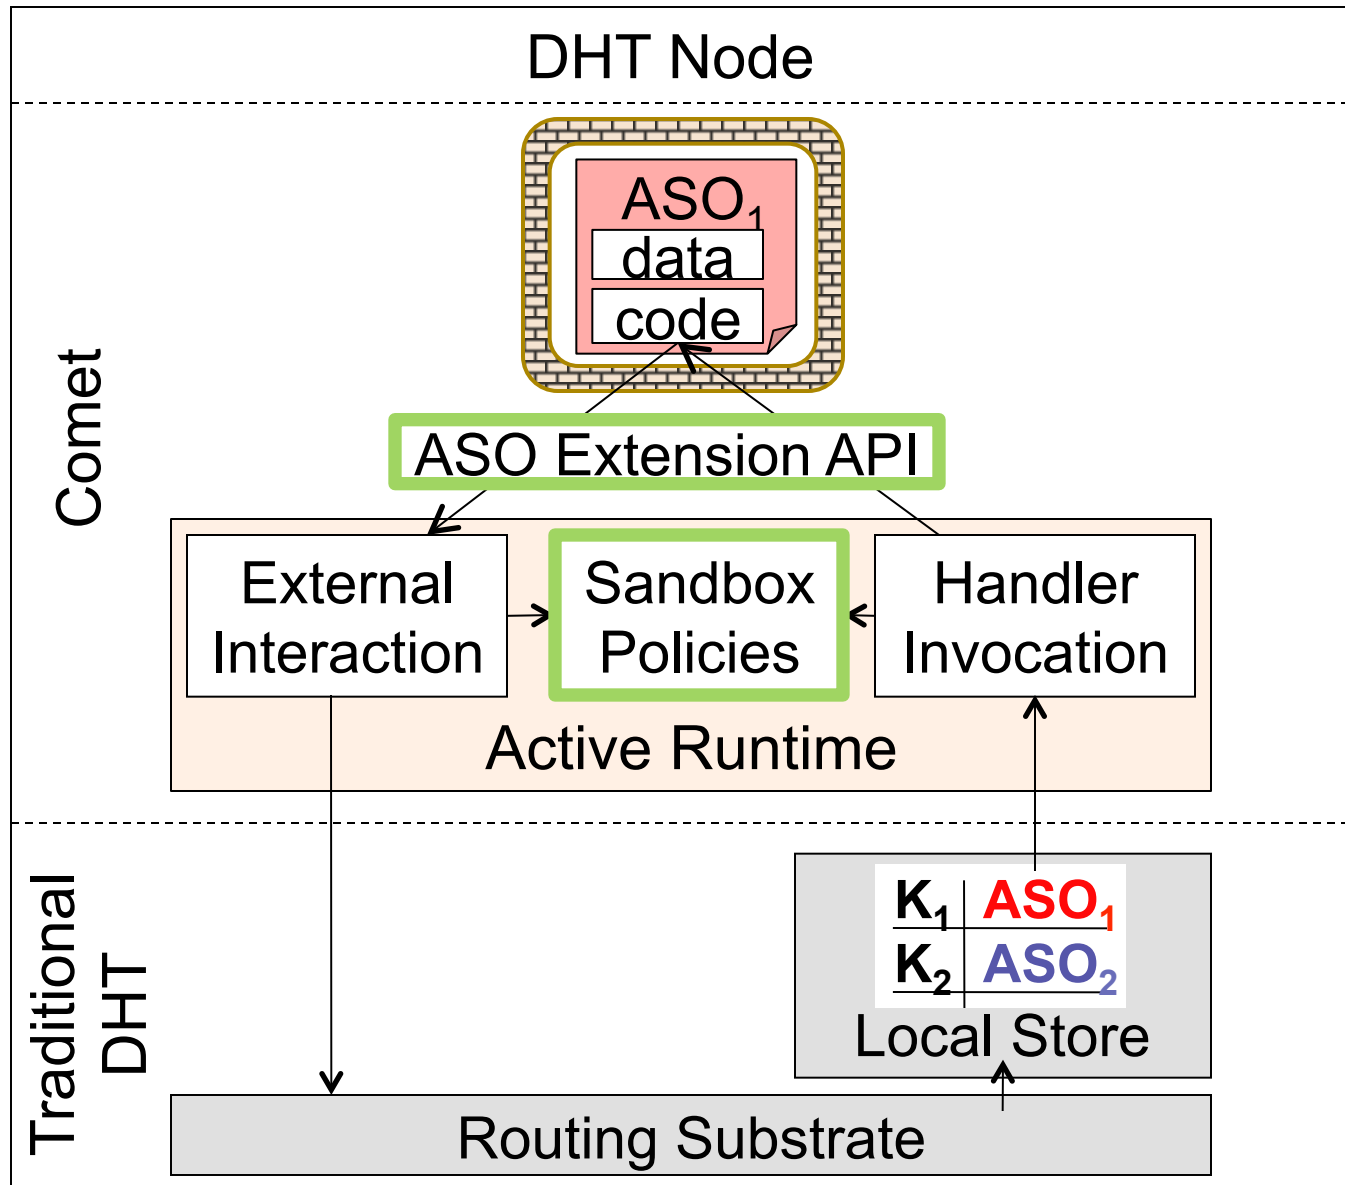 DHT Node
Comet
ASO₁
data
code
ASO Extension API
External
Interaction
Sandbox
Policies
Handler
Invocation
Active Runtime
Traditional
DHT
K₁ ASO₁
K₂ ASO₂
Local Store
Routing Substrate